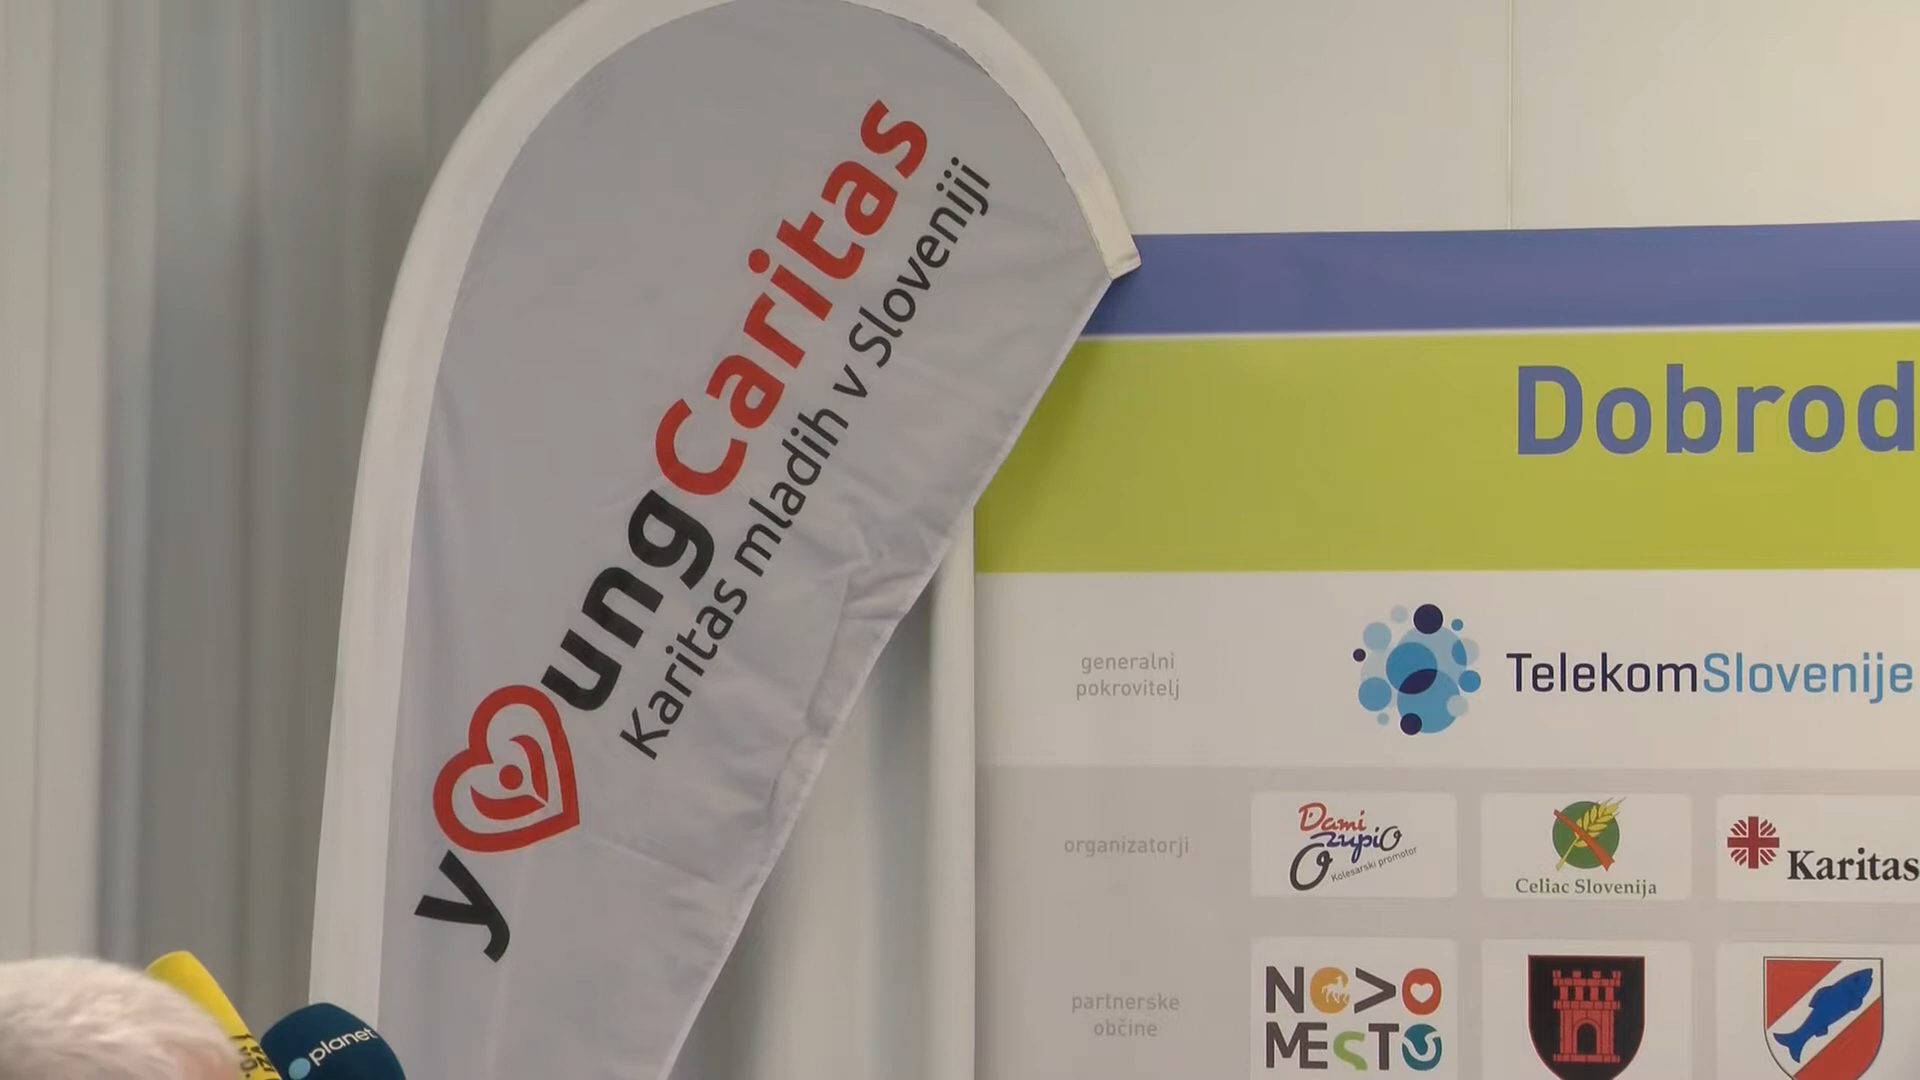 youngCaritas
Karitas mladih v Sloveniji
Dobrod
generalni
pokrovitelj
TelekomSlovenije
organizatorji
Dami
Zupi
Kolesarski promotor
Celiac Slovenija
Karitas
partnerske
občine
NOVO
MESTO
planet